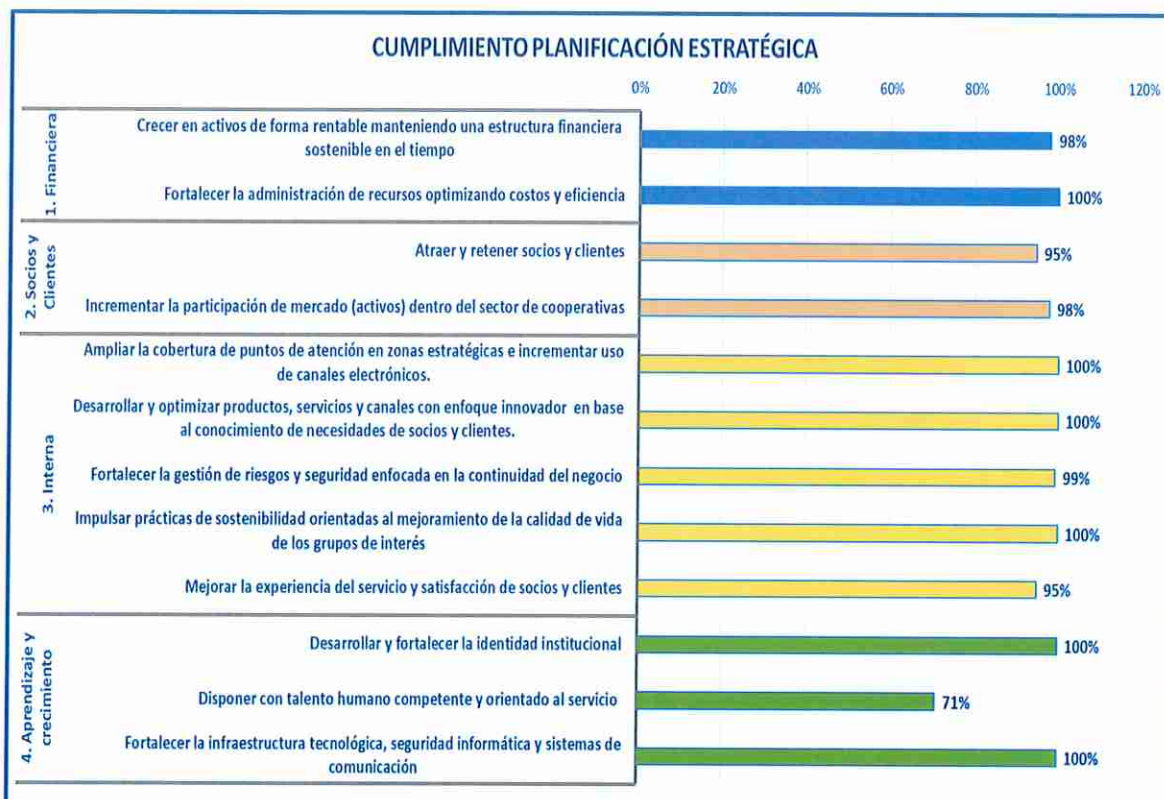 CUMPLIMIENTO PLANIFICACIÓN ESTRATÉGICA
0% 20% 40% 60% 80% 100% 120%
1. Financiera
Crecer en activos de forma rentable manteniendo una estructura financiera
sostenible en el tiempo
98%
Fortalecer la administración de recursos optimizando costos y eficiencia
100%
2. Socios y
Clientes
Atraer y retener socios y clientes
95%
Incrementar la participación de mercado (activos) dentro del sector de cooperativas
98%
3. Interna
Ampliar la cobertura de puntos de atención en zonas estratégicas e incrementar uso
de canales electrónicos.
100%
Desarrollar y optimizar productos, servicios y canales con enfoque innovador en base
al conocimiento de necesidades de socios y clientes.
100%
Fortalecer la gestión de riesgos y seguridad enfocada en la continuidad del negocio
99%
Impulsar prácticas de sostenibilidad orientadas al mejoramiento de la calidad de vida
de los grupos de interés
100%
Mejorar la experiencia del servicio y satisfacción de socios y clientes
95%
4. Aprendizaje y
crecimiento
Desarrollar y fortalecer la identidad institucional
100%
Disponer con talento humano competente y orientado al servicio
71%
Fortalecer la infraestructura tecnológica, seguridad informática y sistemas de
comunicación
100%